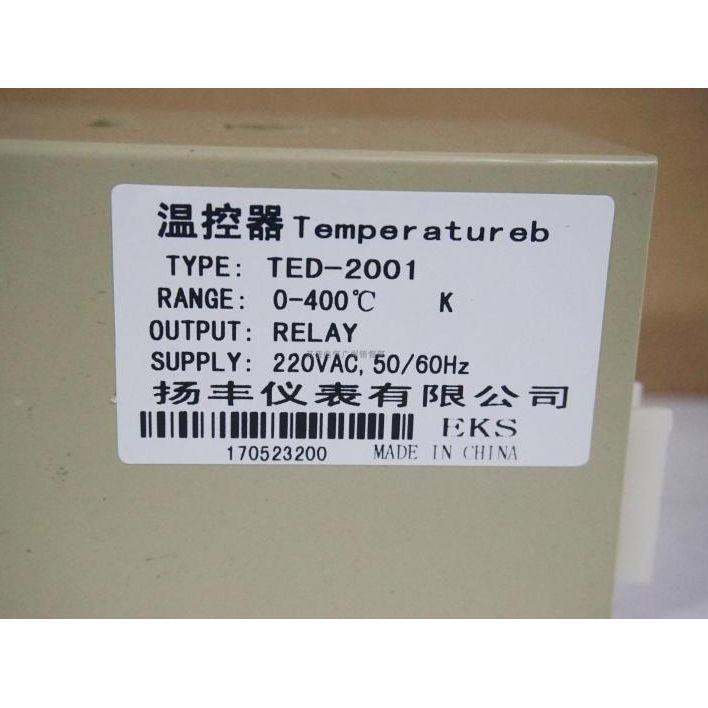 温控器 Temperatureb
TYPE: TED-2001
RANGE: 0-400℃ K
OUTPUT: RELAY
SUPPLY: 220VAC, 50/60Hz
扬丰仪表有限公司
EKS
170523200 MADE IN CHINA